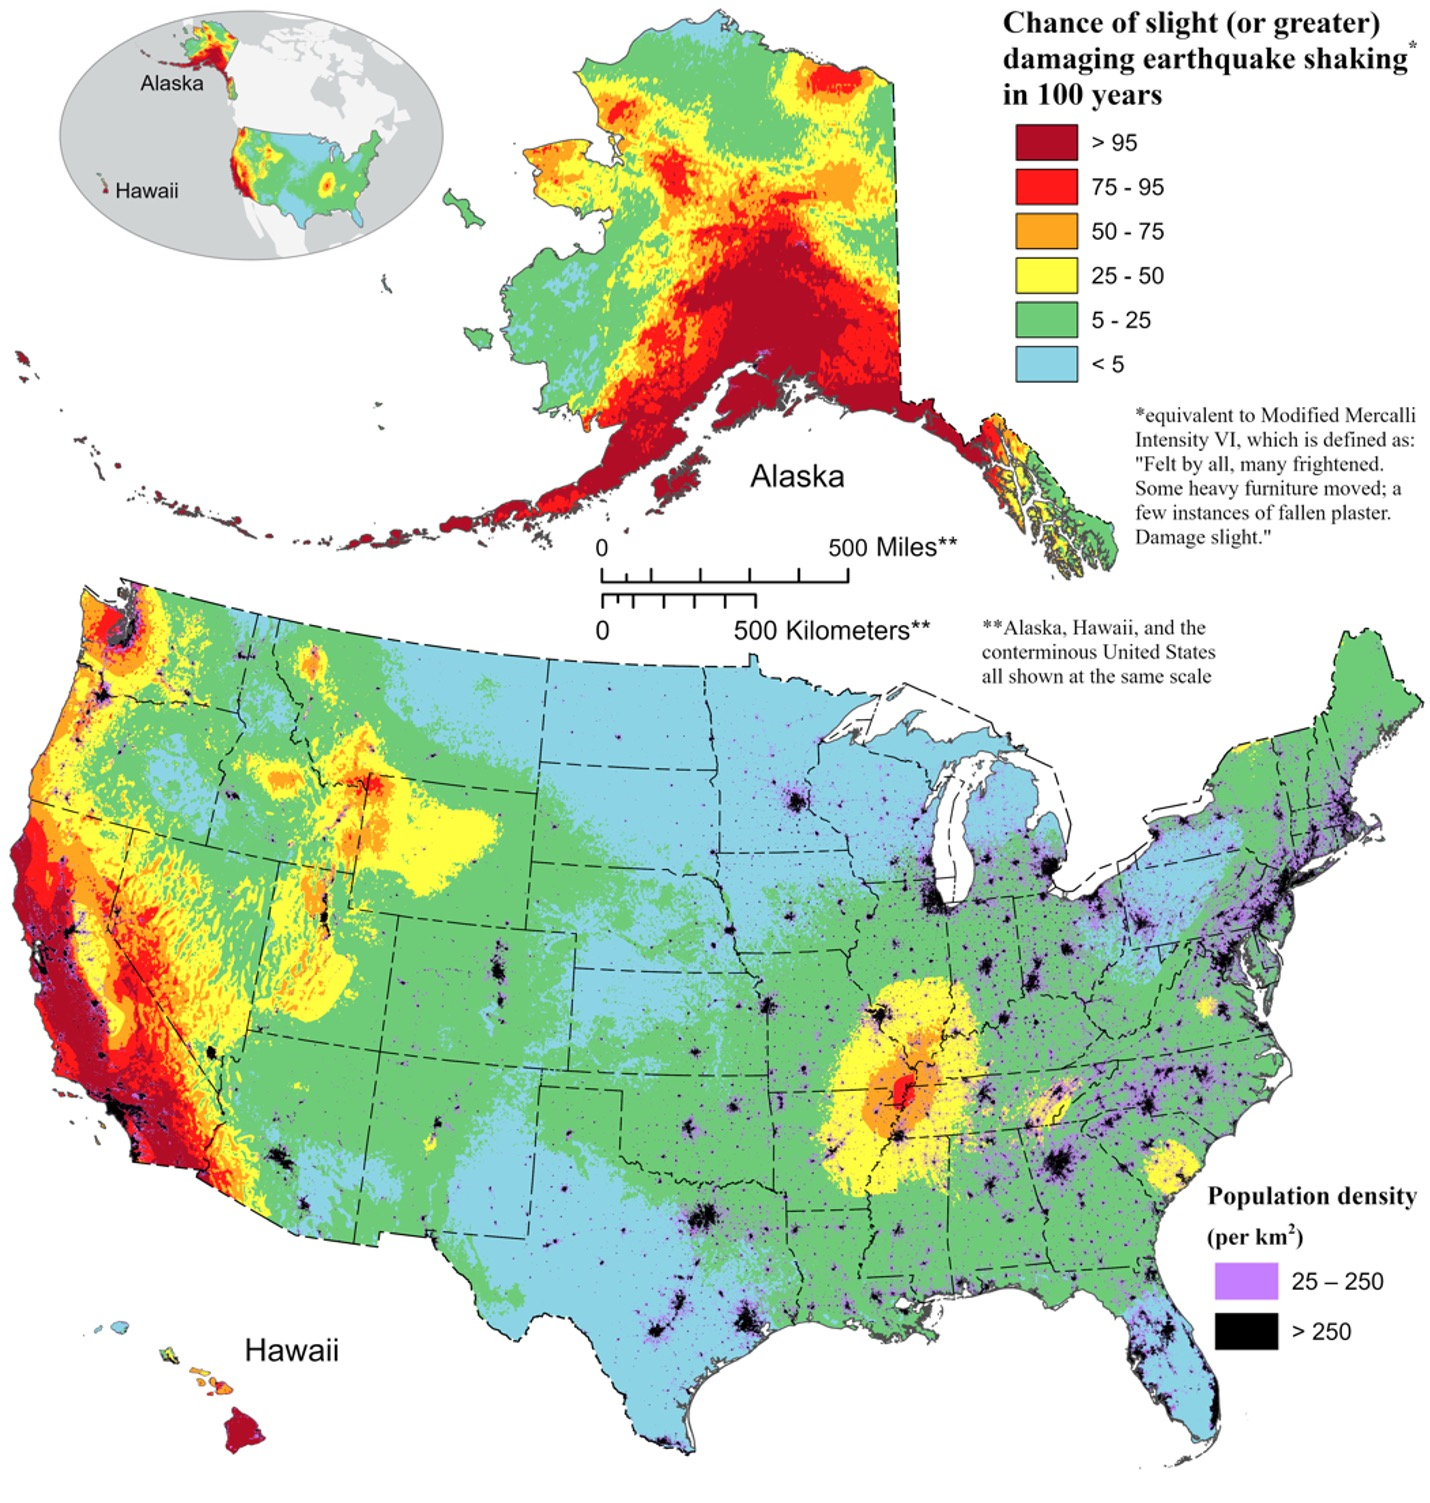 Alaska
Hawaii
Chance of slight (or greater)
damaging earthquake shaking*
in 100 years
> 95
75 - 95
50 - 75
25 - 50
5 - 25
< 5
*equivalent to Modified Mercalli
Intensity VI, which is defined as:
"Felt by all, many frightened.
Some heavy furniture moved; a
few instances of fallen plaster.
Damage slight."
Alaska
0 500 Miles**
0 500 Kilometers**
**Alaska, Hawaii, and the
conterminous United States
all shown at the same scale
Population density
(per km²)
25 – 250
> 250
Hawaii